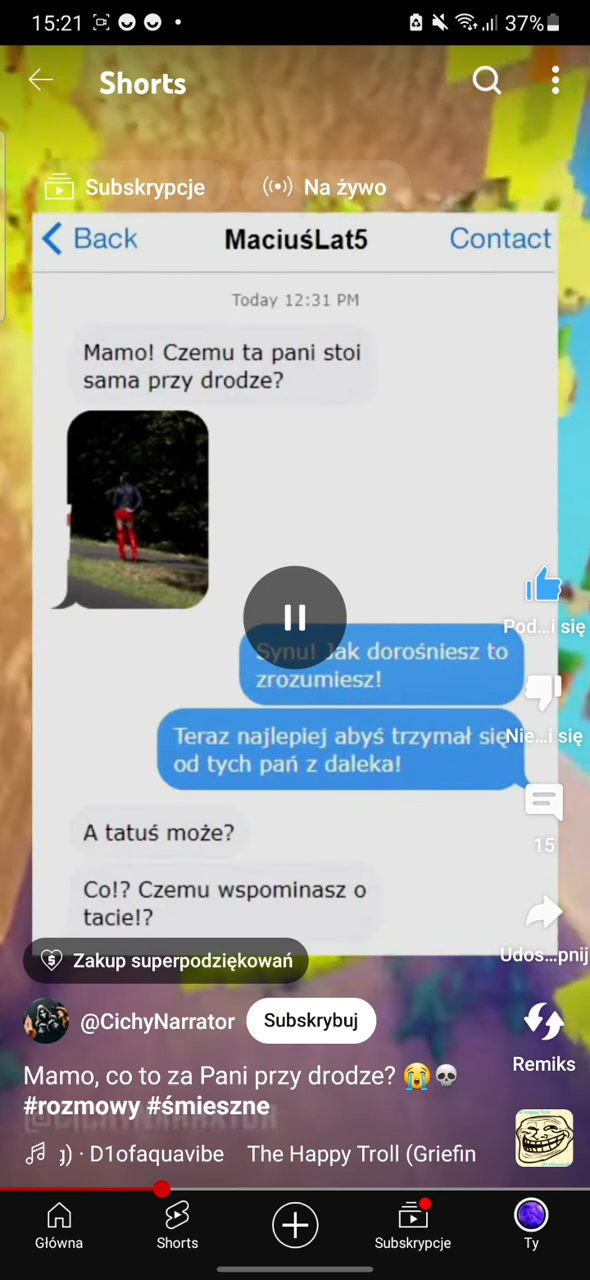 15:21
37%
Shorts
Subskrypcje
Na żywo
Back
MaciuśLat5
Contact
Today 12:31 PM
Mamo! Czemu ta pani stoi
sama przy drodze?
Synu! Jak dorośniesz to
zrozumiesz!
Teraz najlepiej abyś trzymał się
od tych pań z daleka!
A tatuś może?
Co!? Czemu wspominasz o
tacie!?
Pod...i się
Nie...i się
15
Udos...pnij
Zakup superpodziękowań
@CichyNarrator
Subskrybuj
Remiks
Mamo, co to za Pani przy drodze? 😭💀
#rozmowy #śmieszne
@CICHYNARRATOR
g) · D1ofaquavibe The Happy Troll (Griefin
Główna
Shorts
Subskrypcje
Ty